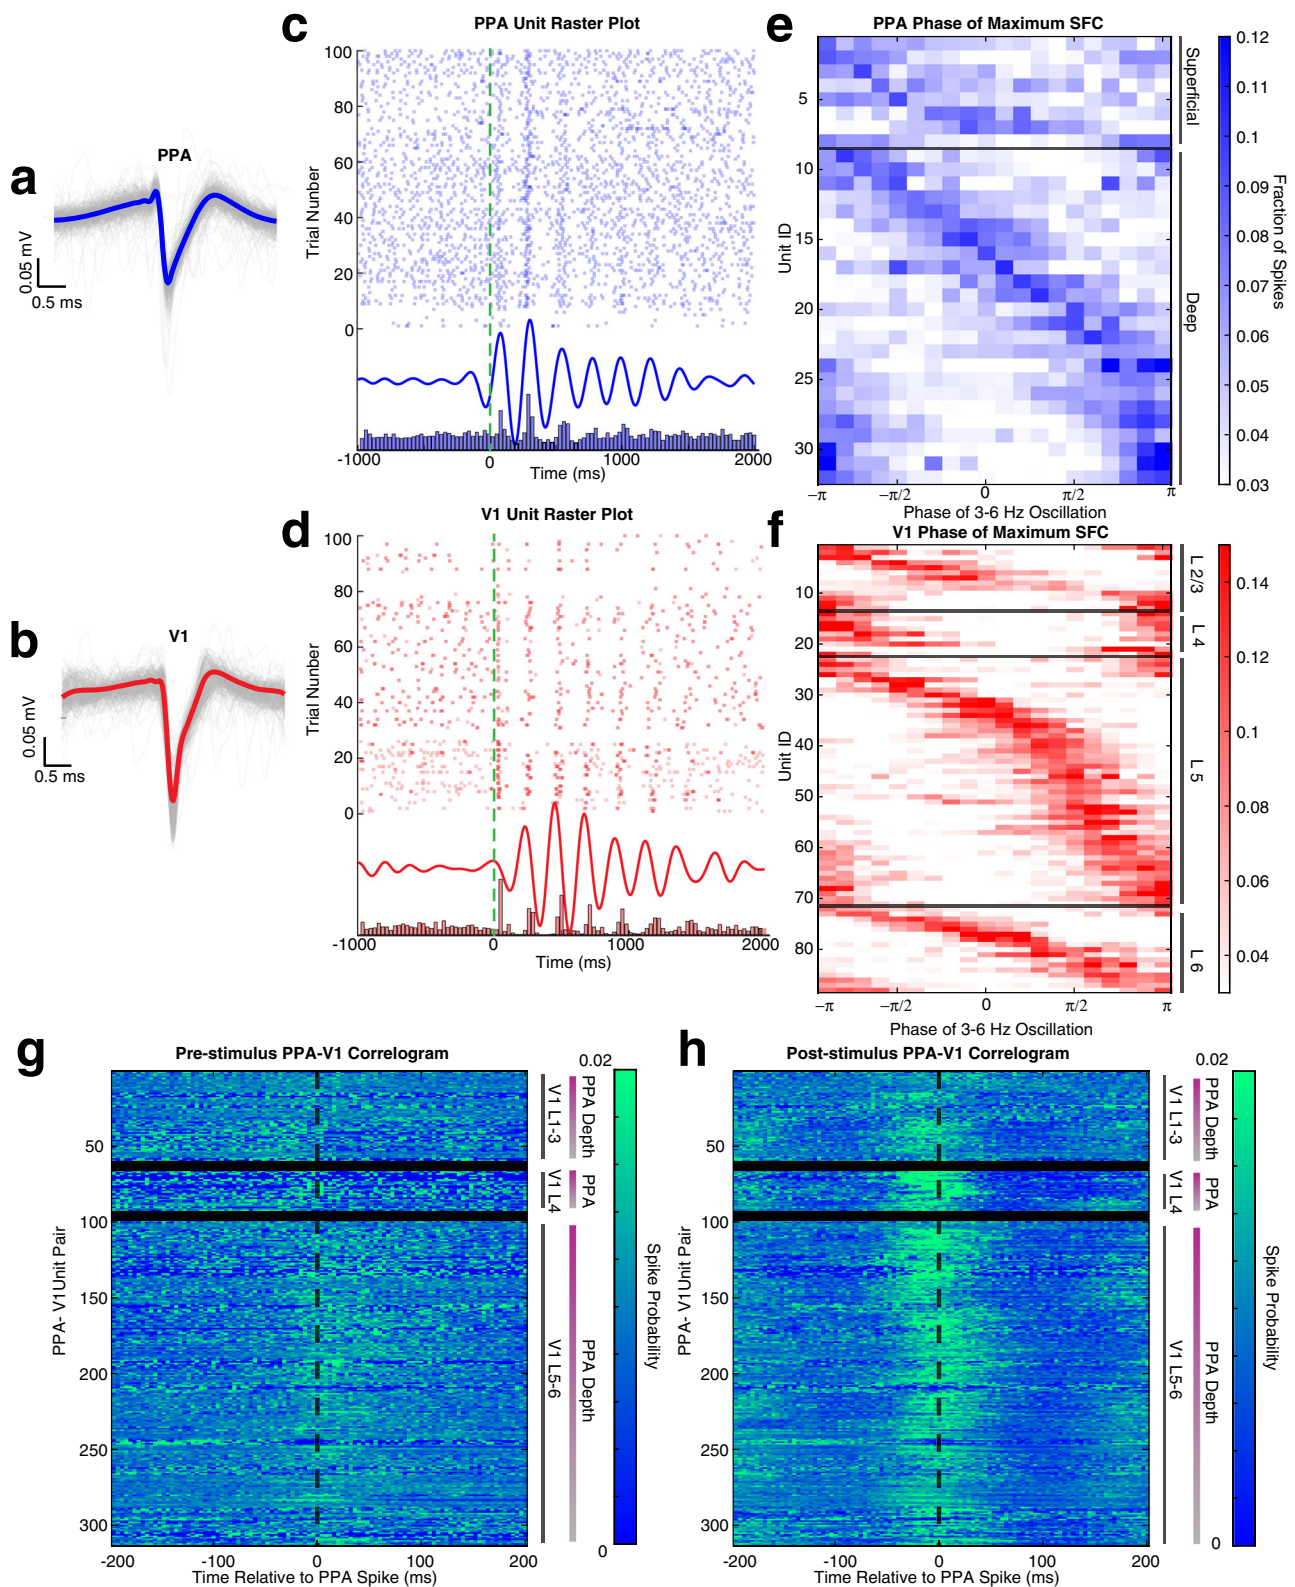 a
PPA
0.05 mV
0.5 ms
b
V1
0.05 mV
0.5 ms
c
PPA Unit Raster Plot
Trial Number
100
80
60
40
20
0
-1000
0
1000
2000
Time (ms)
d
V1 Unit Raster Plot
Trial Number
100
80
60
40
20
0
-1000
0
1000
2000
Time (ms)
e
PPA Phase of Maximum SFC
Unit ID
5
10
15
20
25
30
−π
−π/2
0
π/2
π
Phase of 3-6 Hz Oscillation
Superficial
Deep
Fraction of Spikes
0.12
0.11
0.1
0.09
0.08
0.07
0.06
0.05
0.04
0.03
f
V1 Phase of Maximum SFC
Unit ID
10
20
30
40
50
60
70
80
−π
−π/2
0
π/2
π
Phase of 3-6 Hz Oscillation
L 2/3
L 4
L 5
L 6
0.14
0.12
0.1
0.08
0.06
0.04
g
Pre-stimulus PPA-V1 Correlogram
PPA- V1Unit Pair
50
100
150
200
250
300
-200
-100
0
100
200
Time Relative to PPA Spike (ms)
V1 L1-3
PPA Depth
V1 L4
PPA
V1 L5-6
PPA Depth
0.02
0
Spike Probability
h
Post-stimulus PPA-V1 Correlogram
PPA- V1Unit Pair
50
100
150
200
250
300
-200
-100
0
100
200
Time Relative to PPA Spike (ms)
V1 L1-3
PPA Depth
V1 L4
PPA
V1 L5-6
PPA Depth
0.02
0
Spike Probability